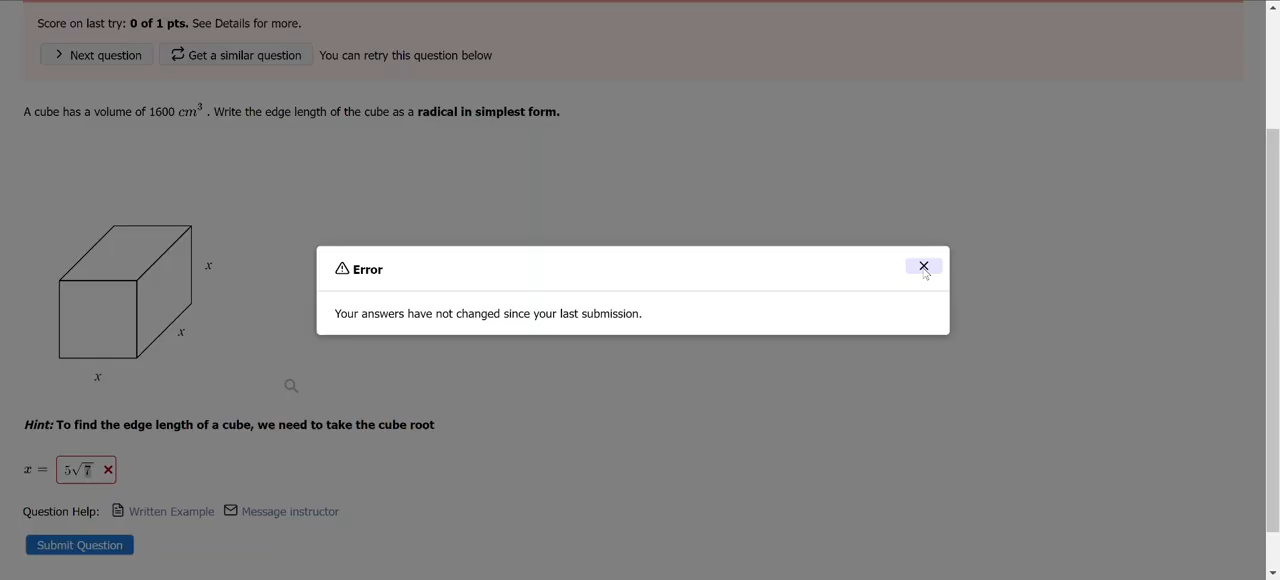 Score on last try: 0 of 1 pts. See Details for more.
Next question Get a similar question You can retry this question below
A cube has a volume of 1600 cm³ . Write the edge length of the cube as a radical in simplest form.
x
x
x
Error
Your answers have not changed since your last submission.
Hint: To find the edge length of a cube, we need to take the cube root
x = 5√7
Question Help: Written Example Message instructor
Submit Question